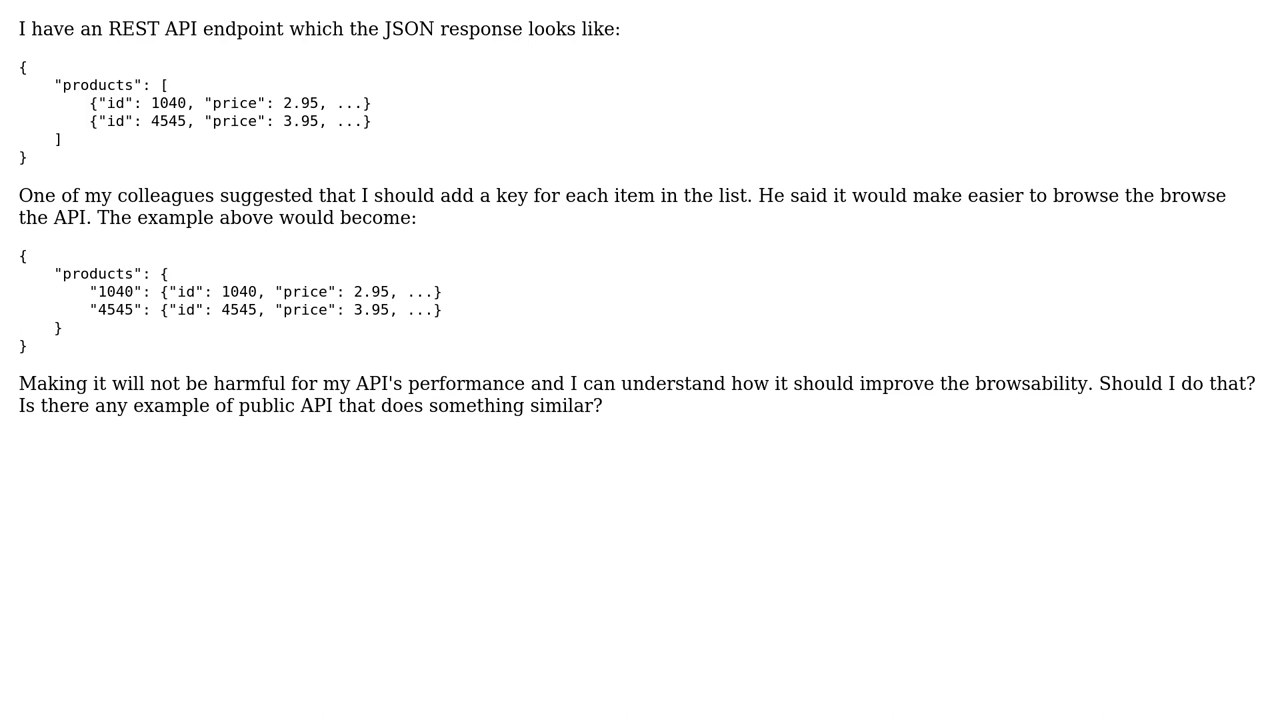 I have an REST API endpoint which the JSON response looks like:
{
    "products": [
        {"id": 1040, "price": 2.95, ...}
        {"id": 4545, "price": 3.95, ...}
    ]
}
One of my colleagues suggested that I should add a key for each item in the list. He said it would make easier to browse the browse
the API. The example above would become:
{
    "products": {
        "1040": {"id": 1040, "price": 2.95, ...}
        "4545": {"id": 4545, "price": 3.95, ...}
    }
}
Making it will not be harmful for my API's performance and I can understand how it should improve the browsability. Should I do that?
Is there any example of public API that does something similar?